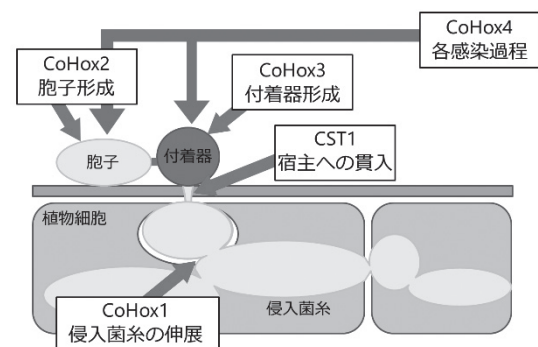 CoHox4
各感染過程
CoHox2
胞子形成
CoHox3
付着器形成
CST1
宿主への貫入
胞子
付着器
植物細胞
侵入菌糸
CoHox1
侵入菌糸の伸展